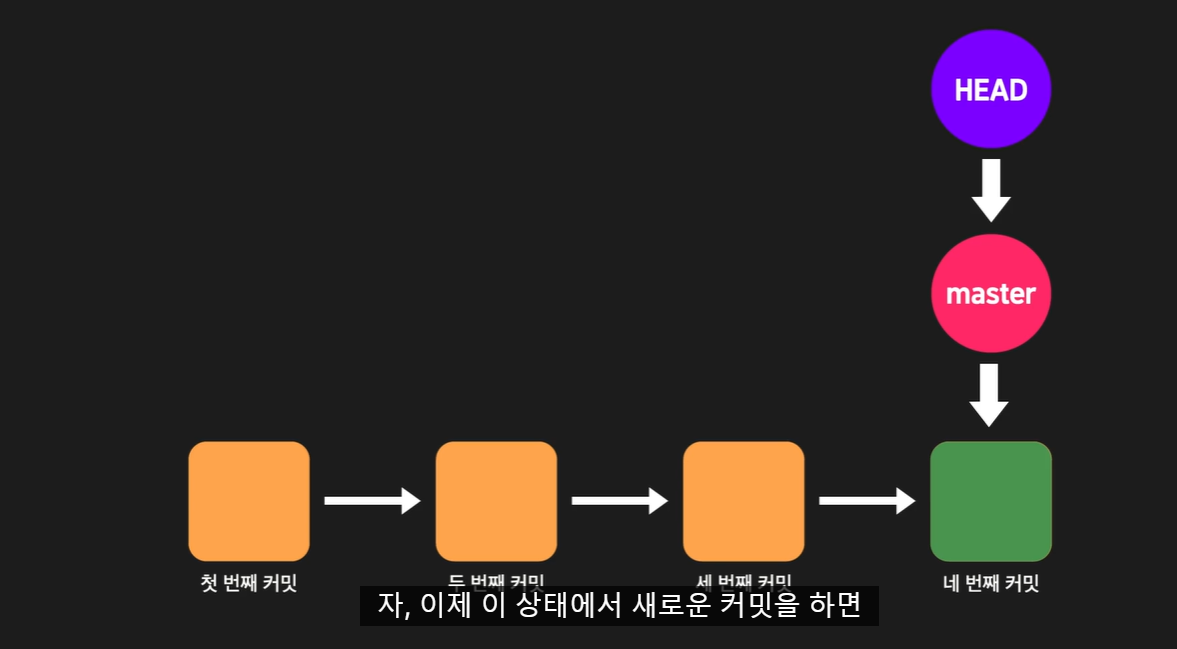 HEAD
master
첫 번째 커밋
두 번째 커밋
세 번째 커밋
네 번째 커밋
자, 이제 이 상태에서 새로운 커밋을 하면